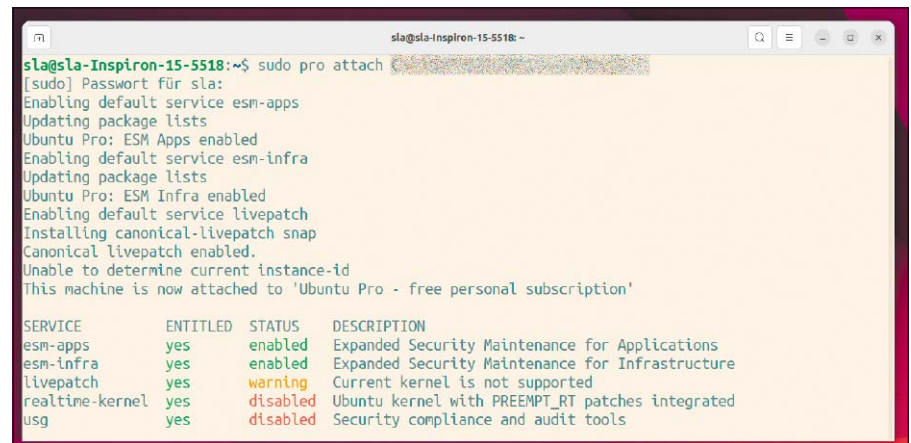 sla@sla-Inspiron-15-5518: ~
sla@sla-Inspiron-15-5518:~$ sudo pro attach C
[sudo] Passwort für sla:
Enabling default service esm-apps
Updating package lists
Ubuntu Pro: ESM Apps enabled
Enabling default service esm-infra
Updating package lists
Ubuntu Pro: ESM Infra enabled
Enabling default service livepatch
Installing canonical-livepatch snap
Canonical livepatch enabled.
Unable to determine current instance-id
This machine is now attached to 'Ubuntu Pro - free personal subscription'
SERVICE ENTITLED STATUS DESCRIPTION
esm-apps yes enabled Expanded Security Maintenance for Applications
esm-infra yes enabled Expanded Security Maintenance for Infrastructure
livepatch yes warning Current kernel is not supported
realtime-kernel yes disabled Ubuntu kernel with PREEMPT_RT patches integrated
usg yes disabled Security compliance and audit tools